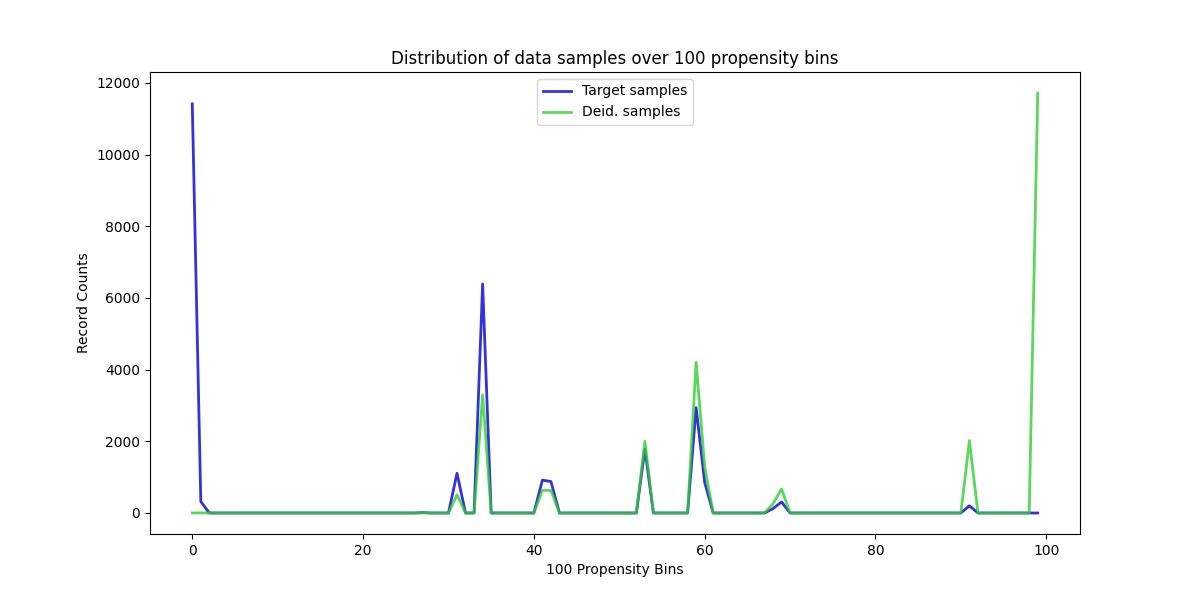 Distribution of data samples over 100 propensity bins
Target samples
Deid. samples
12000
10000
8000
6000
4000
2000
0
Record Counts
0 20 40 60 80 100
100 Propensity Bins